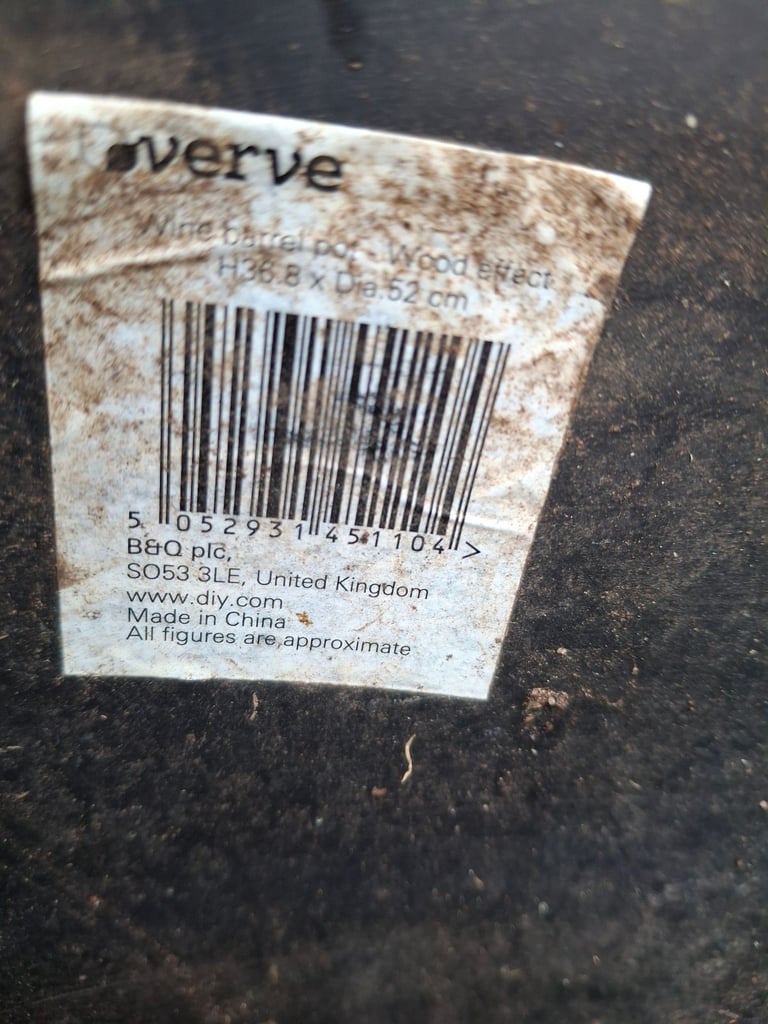 verve
Wine barrel pot - Wood effect
H36.8 x Dia.52 cm
5 052931 451104 >
B&Q plc,
SO53 3LE, United Kingdom
www.diy.com
Made in China
All figures are approximate